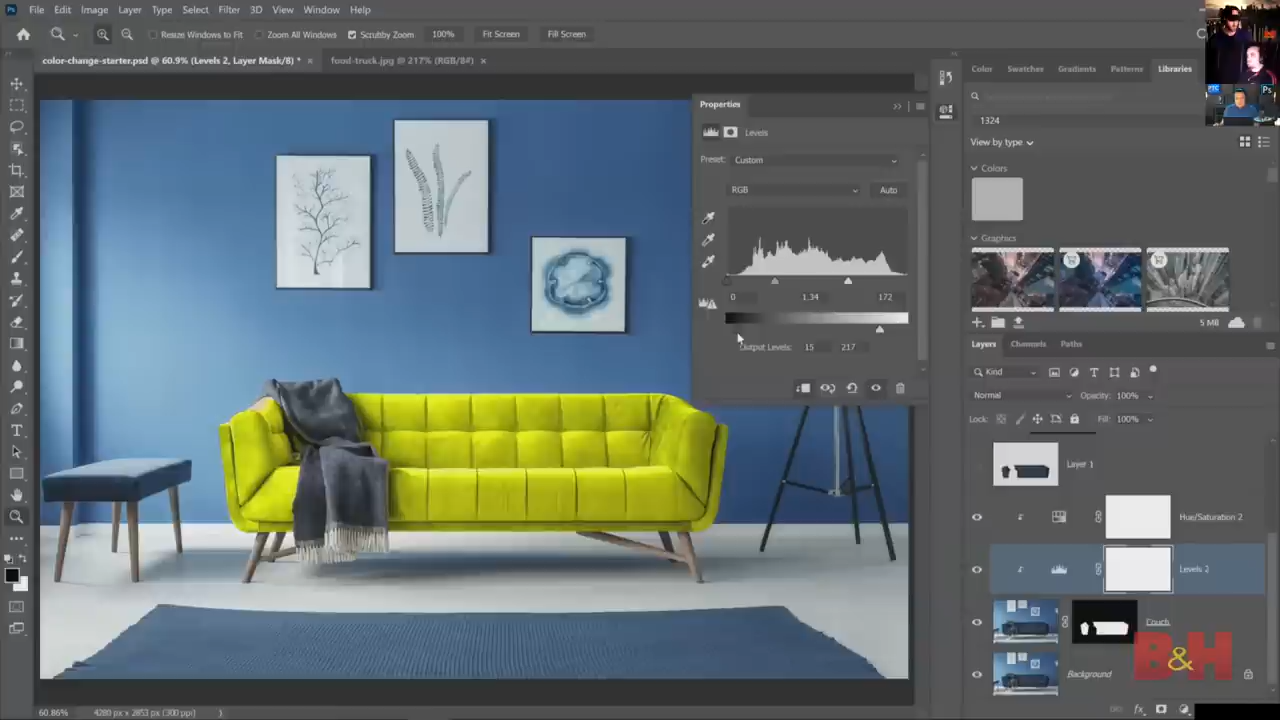 Ps File Edit Image Layer Type Select Filter 3D View Window Help
Resize Windows to Fit Zoom All Windows Scrubby Zoom 100% Fit Screen Fill Screen
color-change-starter.psd @ 60.9% (Levels 2, Layer Mask/8) * × food-truck.jpg @ 217% (RGB/8#) ×
Properties
Levels
Preset: Custom
RGB Auto
0 1.34 172
Output Levels: 15 217
Color Swatches Gradients Patterns Libraries
1324
View by type
Colors
Graphics
5 MB
Layers Channels Paths
Kind
Normal Opacity: 100%
Lock: Fill: 100%
Layer 1
Hue/Saturation 2
Levels 2
Couch
Background
B&H
60.86% 4280 px x 2853 px (300 ppi)